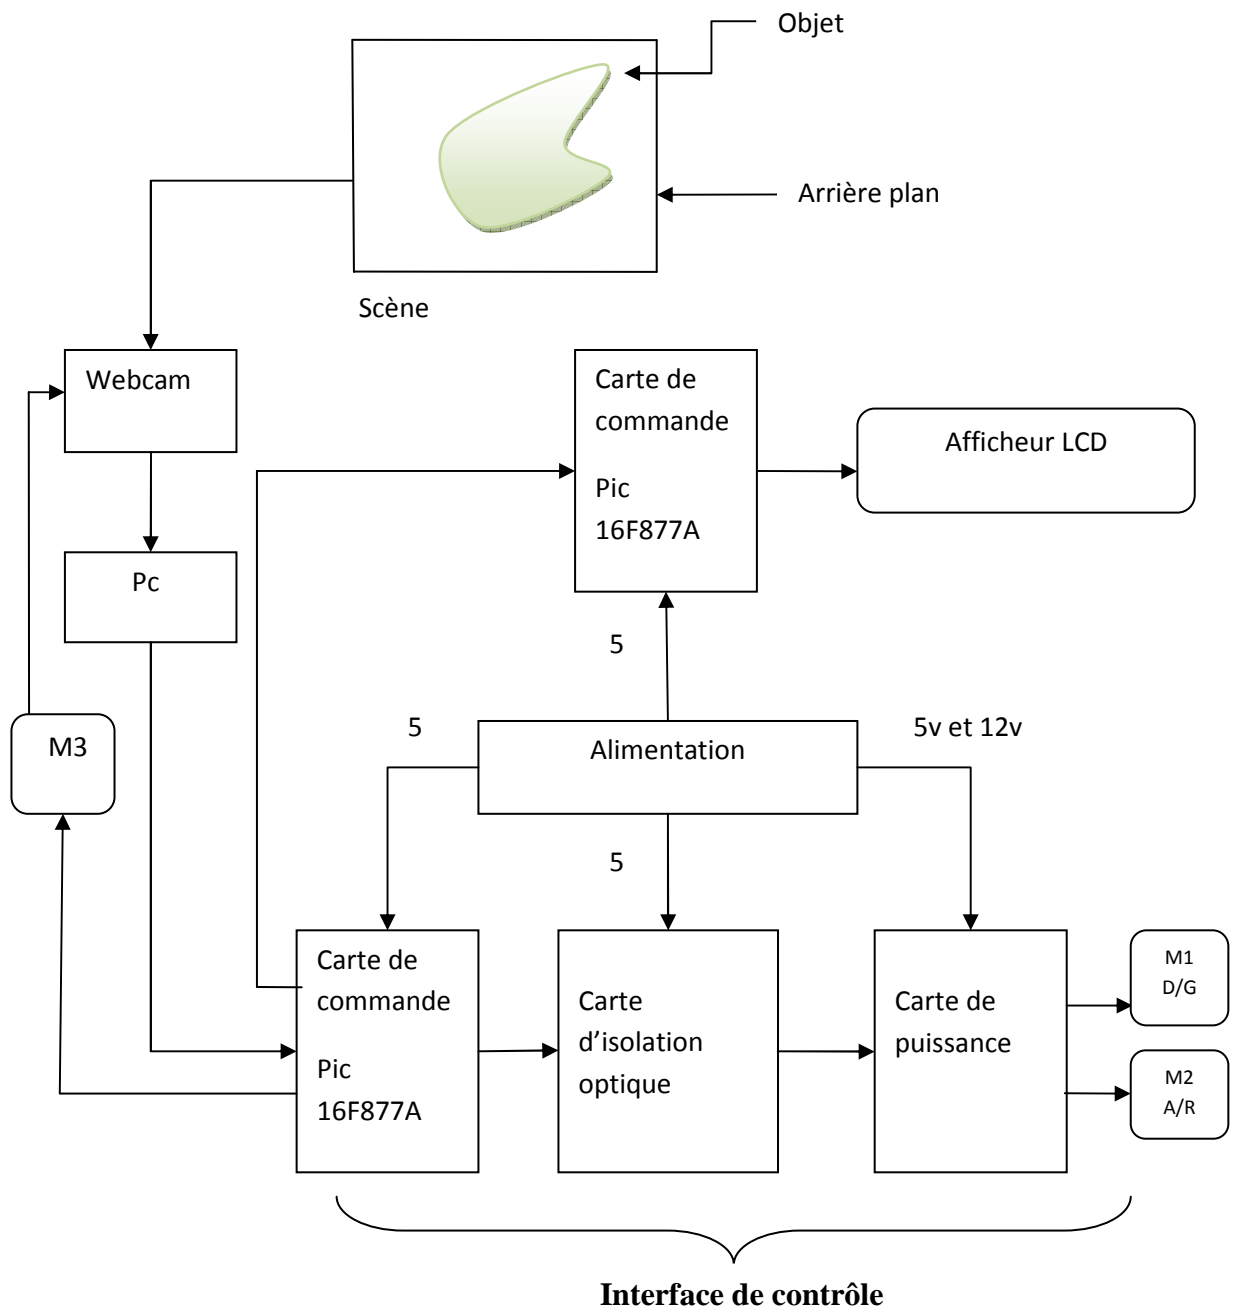 Objet
Arrière plan
Scène
Webcam
Carte de
commande
Pic
16F877A
Afficheur LCD
Pc
5
M3
5
Alimentation
5v et 12v
5
Carte de
commande
Pic
16F877A
Carte
d’isolation
optique
Carte de
puissance
M1
D/G
M2
A/R
Interface de contrôle